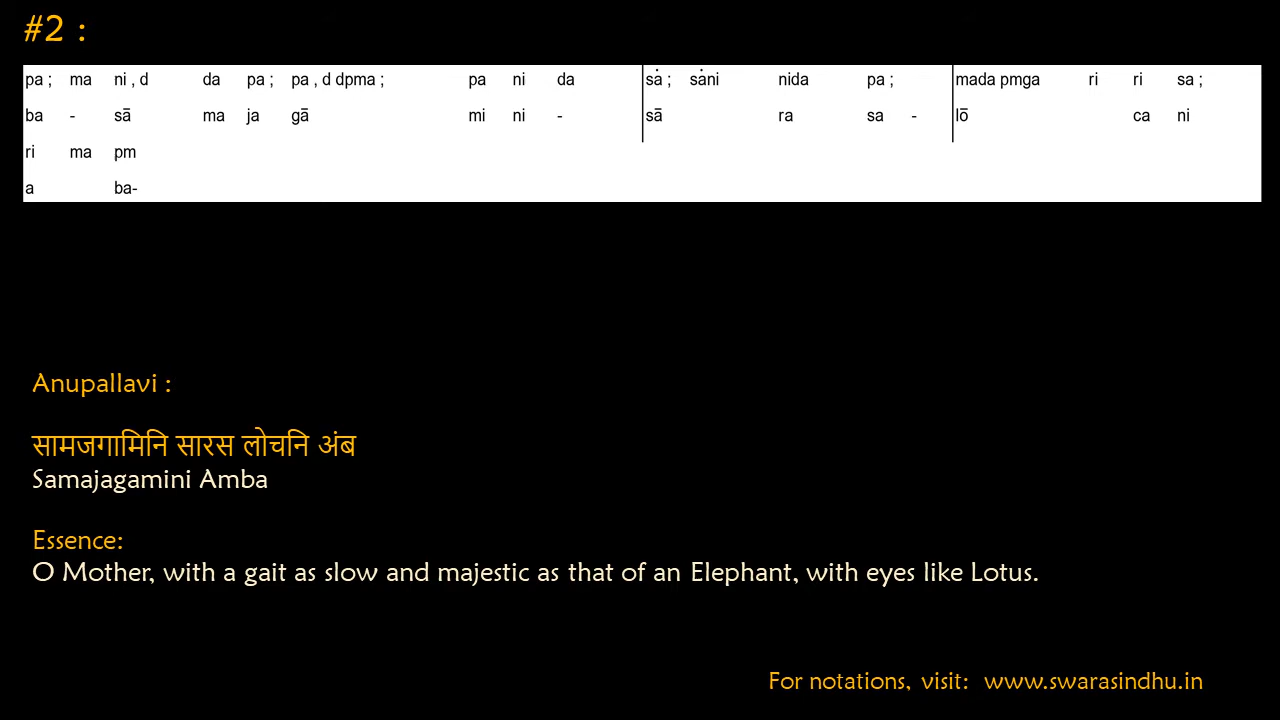 #2 :
pa ; ma ni , d da pa ; pa , d dpma ; pa ni da sȧ ; sȧni nida pa ; mada pmga ri ri sa ;
ba - sā ma ja gā mi ni - sā ra sa - lō ca ni
ri ma pm
a ba-
Anupallavi :
सामजगामिनि सारस लोचनि अंब
Samajagamini Amba
Essence:
O Mother, with a gait as slow and majestic as that of an Elephant, with eyes like Lotus.
For notations, visit: www.swarasindhu.in